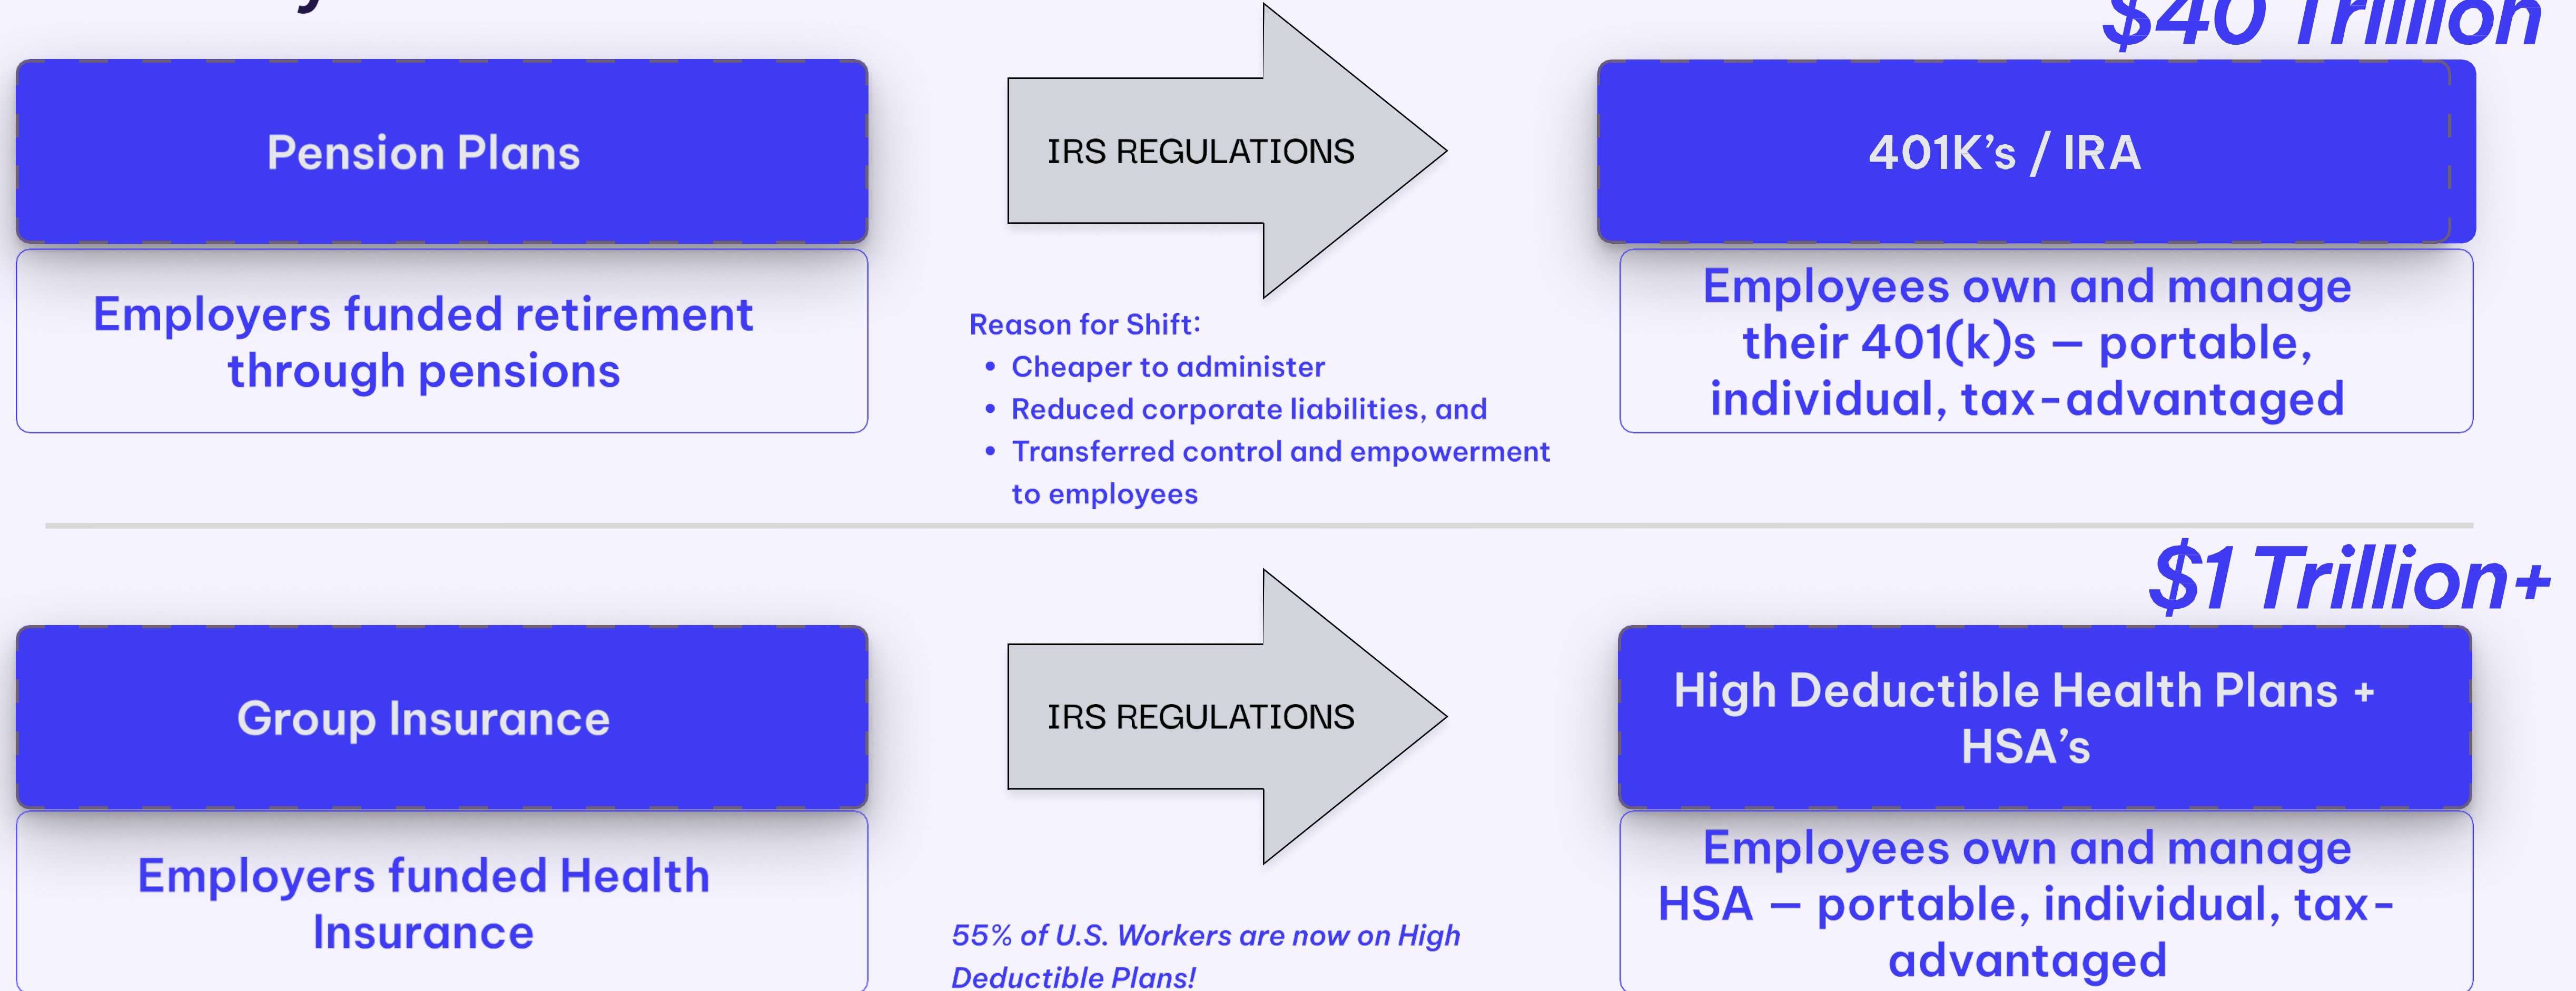 $40 Trillion
Pension Plans
IRS REGULATIONS
401K’s / IRA
Employers funded retirement
through pensions
Reason for Shift:
• Cheaper to administer
• Reduced corporate liabilities, and
• Transferred control and empowerment
to employees
Employees own and manage
their 401(k)s — portable,
individual, tax-advantaged
$1 Trillion+
Group Insurance
IRS REGULATIONS
High Deductible Health Plans +
HSA’s
Employers funded Health
Insurance
55% of U.S. Workers are now on High
Deductible Plans!
Employees own and manage
HSA — portable, individual, tax-
advantaged